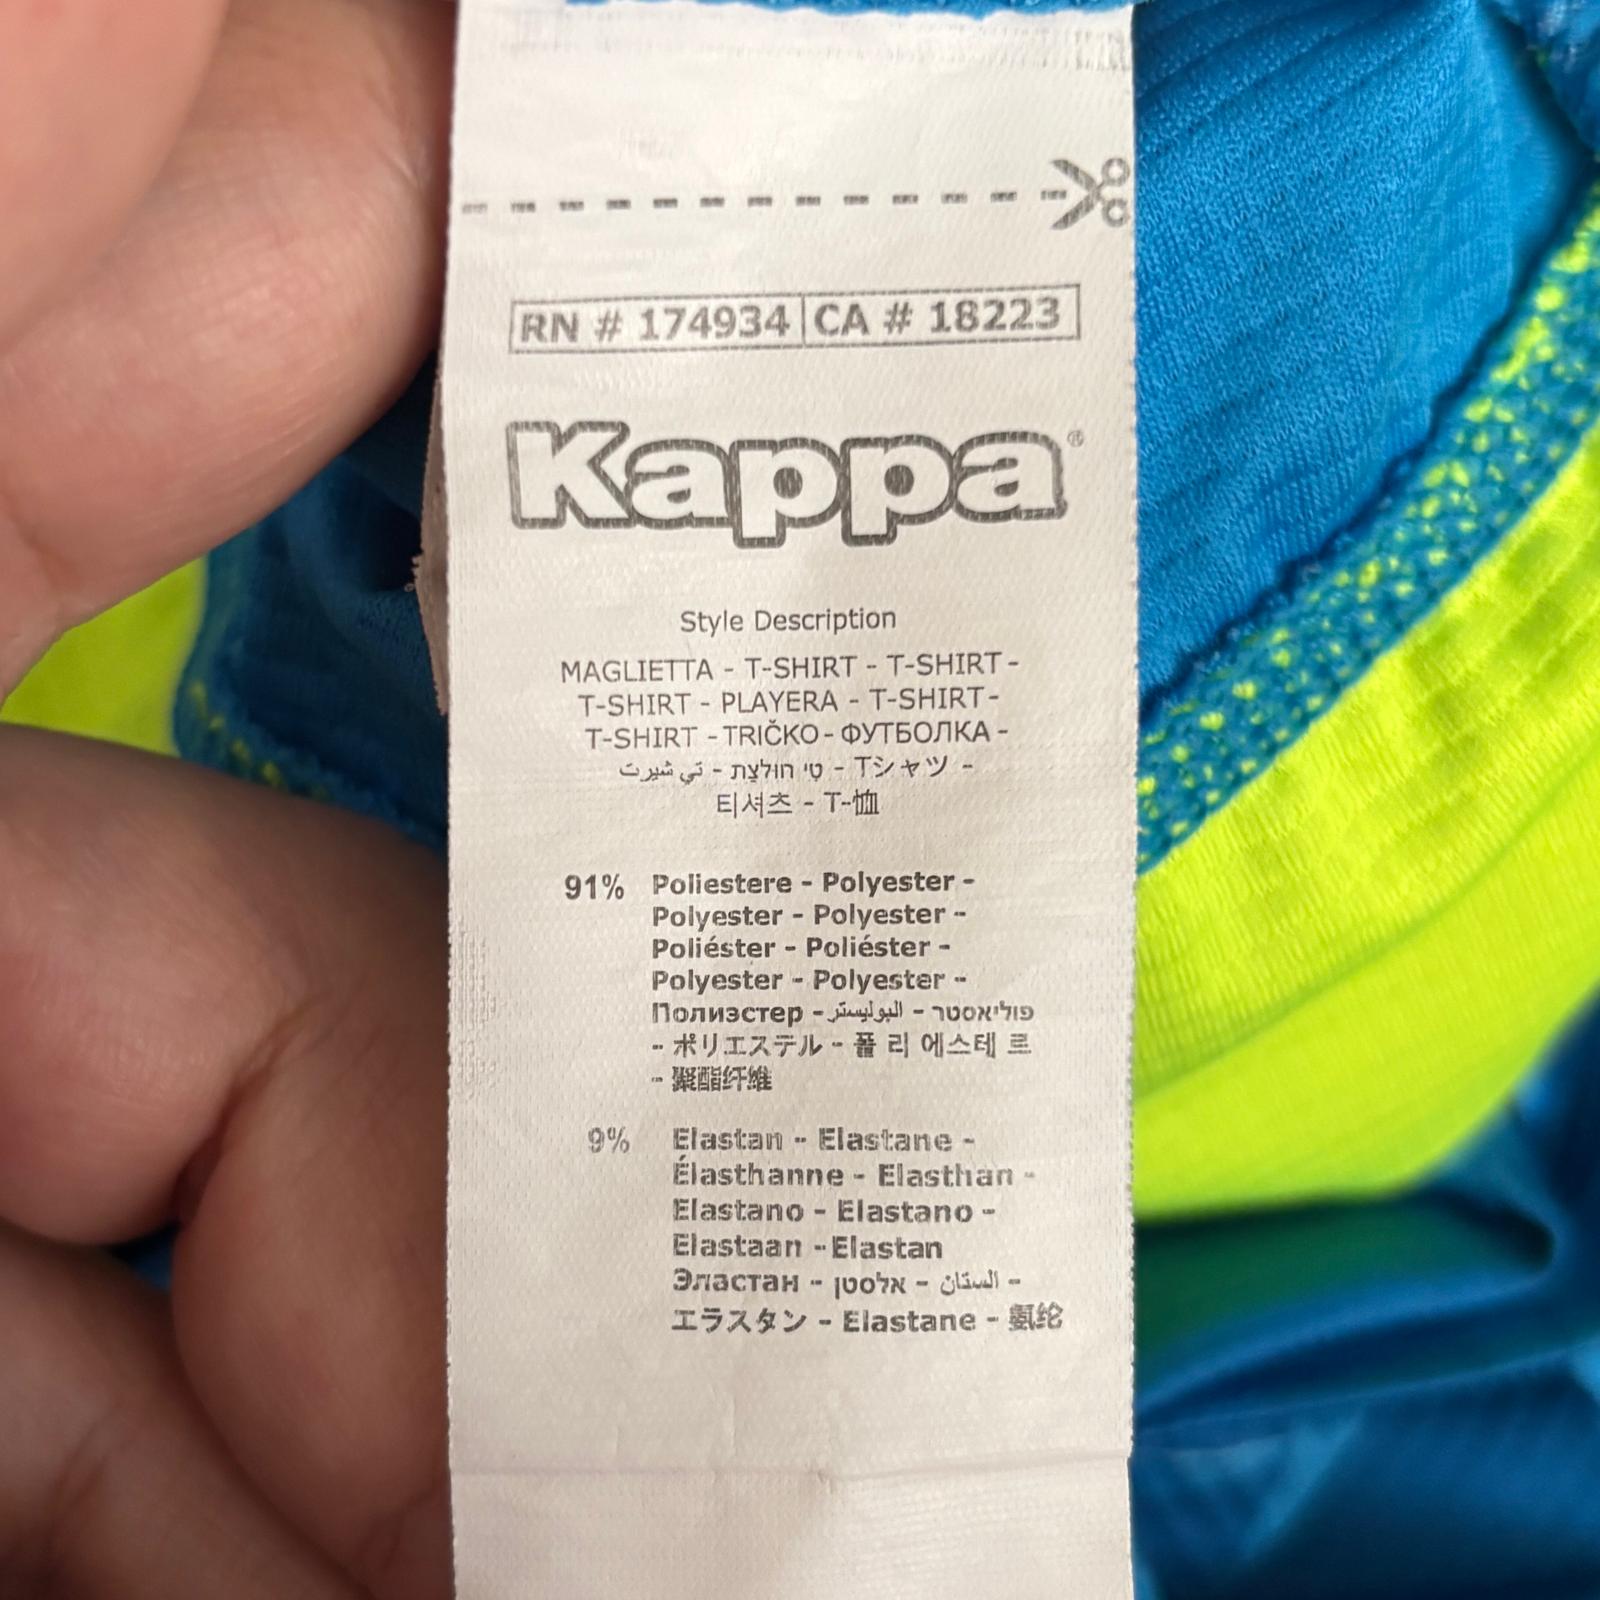 RN # 174934 CA # 18223
Kappa®
Style Description
MAGLIETTA - T-SHIRT - T-SHIRT -
T-SHIRT - PLAYERA - T-SHIRT-
T-SHIRT -TRIČKO- ФУТБОЛКА -
تي شيرت - טִי חוּלצַת - Tシャツ -
티셔츠 - T-恤
91% Poliestere - Polyester -
Polyester - Polyester -
Poliéster - Poliéster -
Polyester - Polyester -
Полиэстер - البوليستر - פוליאסטר
- ポリエステル - 폴 리 에스테 르
- 聚酯纤维
9% Elastan - Elastane -
Élasthanne - Elasthan -
Elastano - Elastano -
Elastaan -Elastan
Эластан - אלסטן - الستان -
エラスタン - Elastane - 氨纶